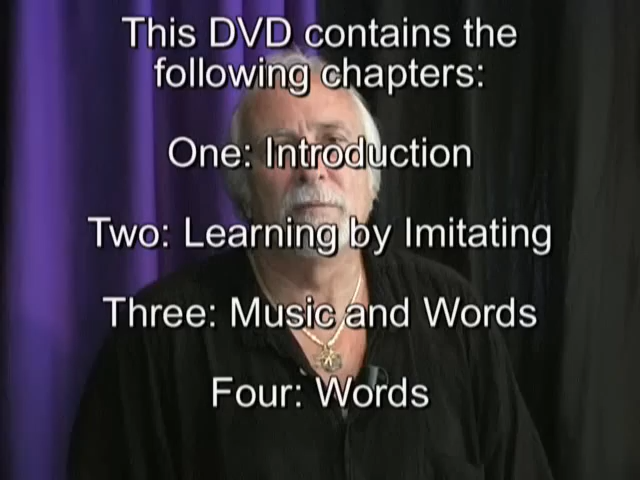 This DVD contains the
following chapters:
One: Introduction
Two: Learning by Imitating
Three: Music and Words
Four: Words